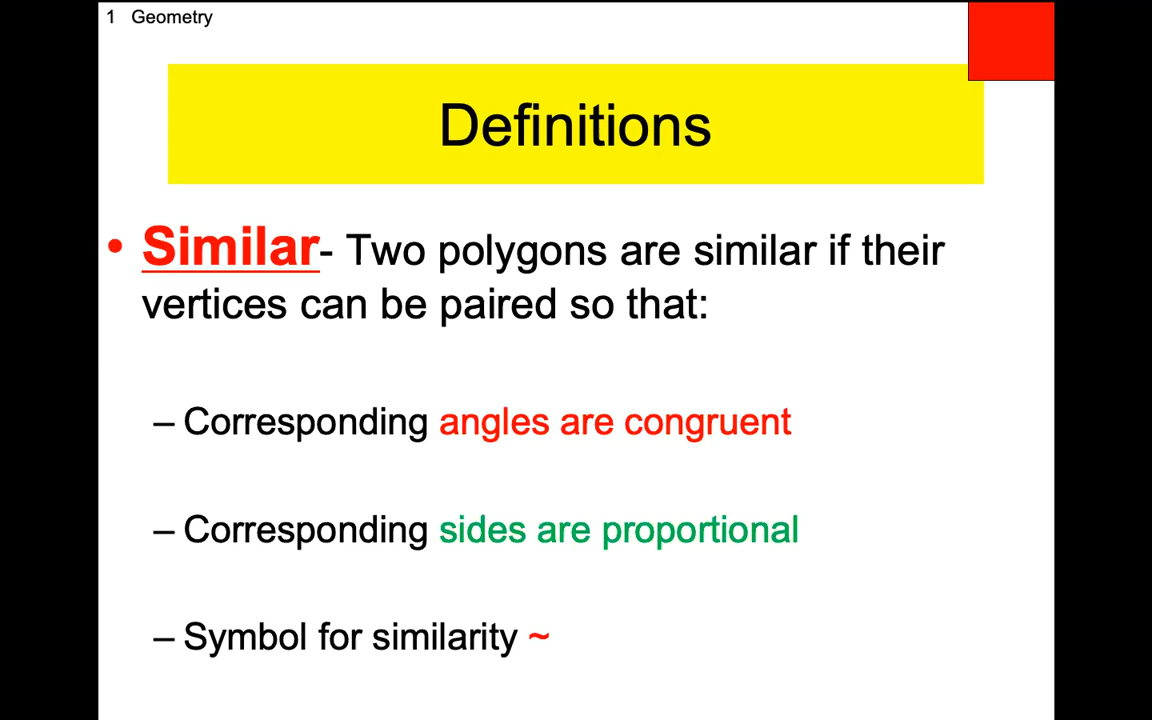 1 Geometry
Definitions
• Similar- Two polygons are similar if their
vertices can be paired so that:
– Corresponding angles are congruent
– Corresponding sides are proportional
– Symbol for similarity ~